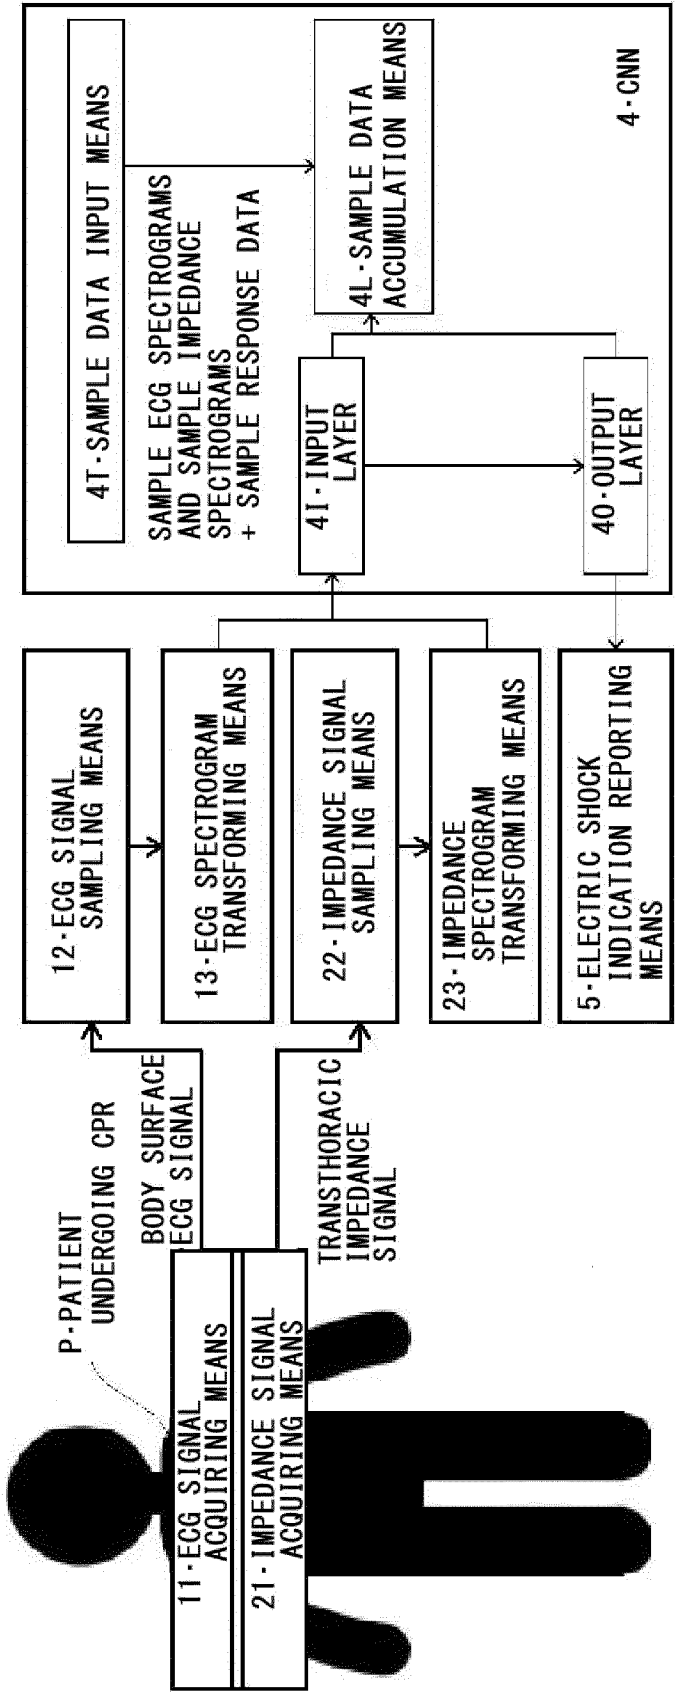 P·PATIENT
UNDERGOING CPR
11·ECG SIGNAL
ACQUIRING MEANS
21·IMPEDANCE SIGNAL
ACQUIRING MEANS
BODY SURFACE
ECG SIGNAL
TRANSTHORACIC
IMPEDANCE
SIGNAL
12·ECG SIGNAL
SAMPLING MEANS
13·ECG SPECTROGRAM
TRANSFORMING MEANS
22·IMPEDANCE SIGNAL
SAMPLING MEANS
23·IMPEDANCE
SPECTROGRAM
TRANSFORMING MEANS
5·ELECTRIC SHOCK
INDICATION REPORTING
MEANS
4T·SAMPLE DATA INPUT MEANS
SAMPLE ECG SPECTROGRAMS
AND SAMPLE IMPEDANCE
SPECTROGRAMS
+ SAMPLE RESPONSE DATA
4I·INPUT
LAYER
4L·SAMPLE DATA
ACCUMULATION MEANS
4O·OUTPUT
LAYER
4·CNN